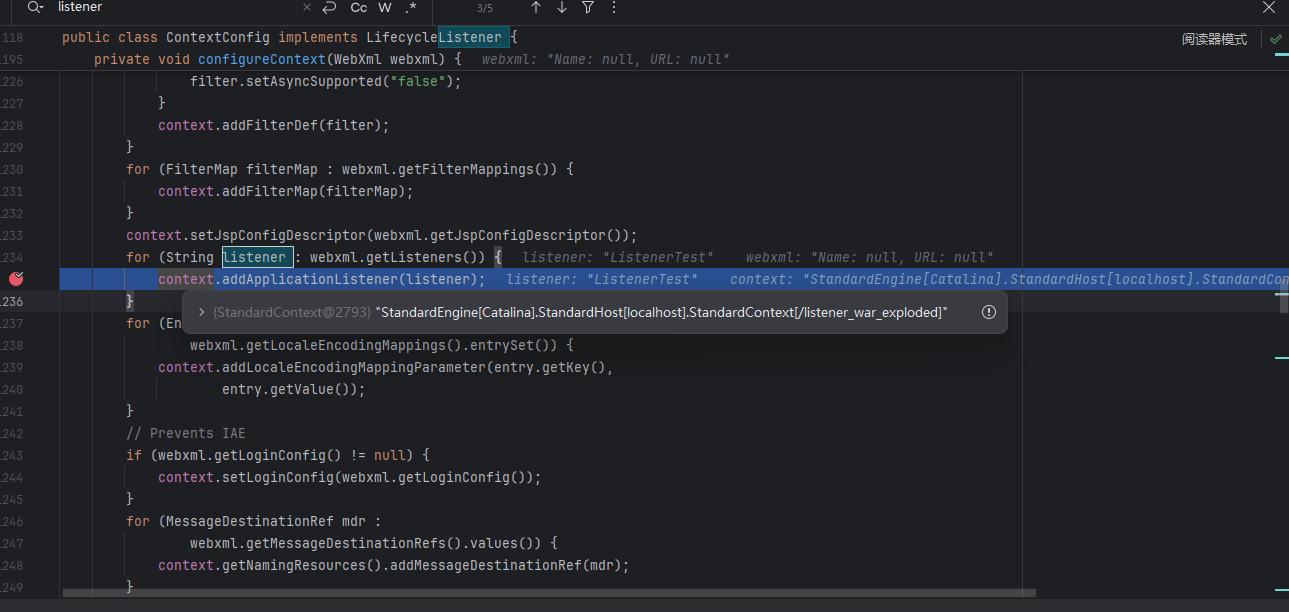 listener × Cc W .* 3/5
118 public class ContextConfig implements LifecycleListener {
阅读器模式
195 private void configureContext(WebXml webxml) { webxml: "Name: null, URL: null"
226 filter.setAsyncSupported("false");
227 }
228 context.addFilterDef(filter);
229 }
230 for (FilterMap filterMap : webxml.getFilterMappings()) {
231 context.addFilterMap(filterMap);
232 }
233 context.setJspConfigDescriptor(webxml.getJspConfigDescriptor());
234 for (String listener : webxml.getListeners()) { listener: "ListenerTest" webxml: "Name: null, URL: null"
context.addApplicationListener(listener); listener: "ListenerTest" context: "StandardEngine[Catalina].StandardHost[localhost].StandardCon
236 }
{StandardContext@2793} "StandardEngine[Catalina].StandardHost[localhost].StandardContext[/listener_war_exploded]"
237 for (En
238 webxml.getLocaleEncodingMappings().entrySet()) {
239 context.addLocaleEncodingMappingParameter(entry.getKey(),
240 entry.getValue());
241 }
242 // Prevents IAE
243 if (webxml.getLoginConfig() != null) {
244 context.setLoginConfig(webxml.getLoginConfig());
245 }
246 for (MessageDestinationRef mdr :
247 webxml.getMessageDestinationRefs().values()) {
248 context.getNamingResources().addMessageDestinationRef(mdr);
249 }